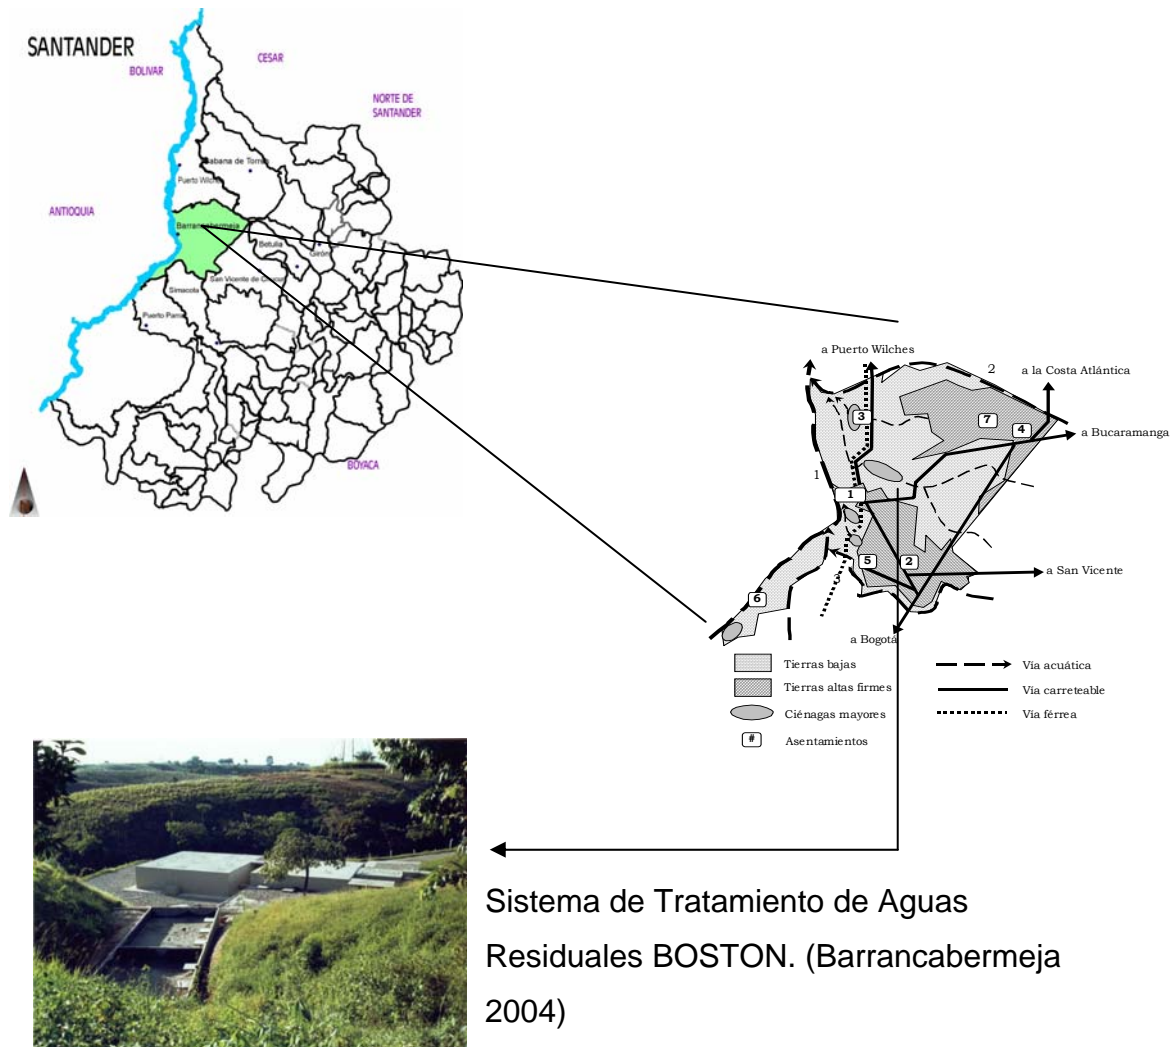 SANTANDER
CESAR
BOLIVAR
NORTE DE
SANTANDER
Puerto Wilches
ANTIOQUIA
Barrancabermeja
Betulia
Girón
San Vicente de
Simacota
Puerto Parra
BOYACA
a Puerto Wilches
2
a la Costa Atlántica
3
7
4
a Bucaramanga
1
1
5
2
a San Vicente
3
6
a Bogotá
Tierras bajas
Vía acuática
Tierras altas firmes
Vía carreteable
Ciénagas mayores
Vía férrea
#
Asentamientos
Sistema de Tratamiento de Aguas
Residuales BOSTON. (Barrancabermeja
2004)